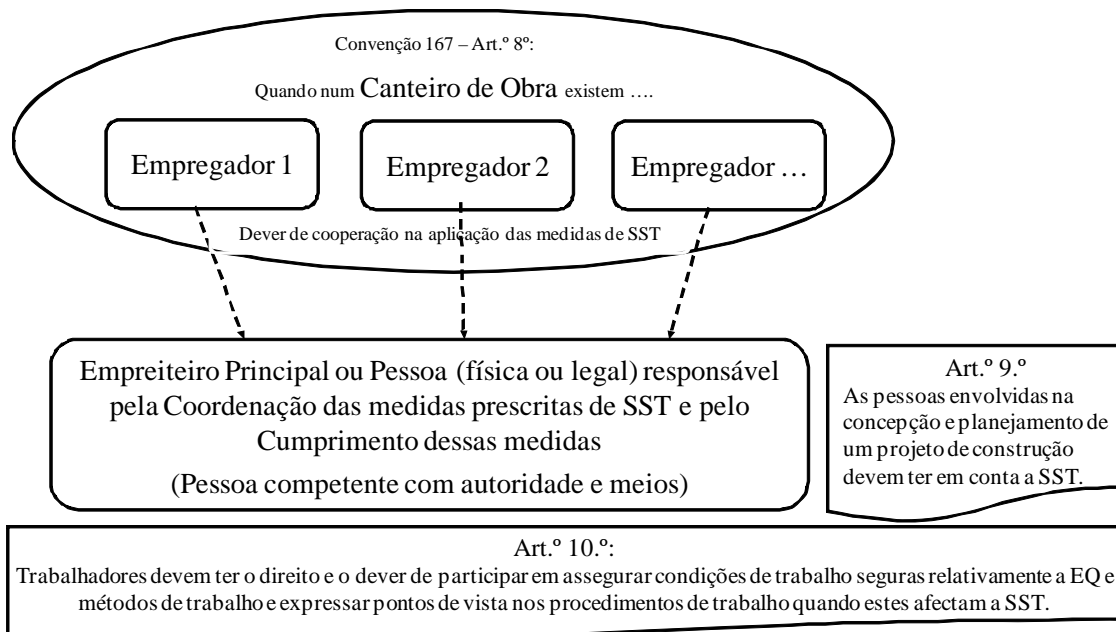 Convenção 167 – Art.º 8º:
Quando num Canteiro de Obra existem ….
Empregador 1
Empregador 2
Empregador …
Dever de cooperação na aplicação das medidas de SST
Empreiteiro Principal ou Pessoa (física ou legal) responsável
pela Coordenação das medidas prescritas de SST e pelo
Cumprimento dessas medidas
(Pessoa competente com autoridade e meios)
Art.º 9.º
As pessoas envolvidas na
concepção e planejamento de
um projeto de construção
devem ter em conta a SST.
Art.º 10.º:
Trabalhadores devem ter o direito e o dever de participar em assegurar condições de trabalho seguras relativamente a EQ e
métodos de trabalho e expressar pontos de vista nos procedimentos de trabalho quando estes afectam a SST.